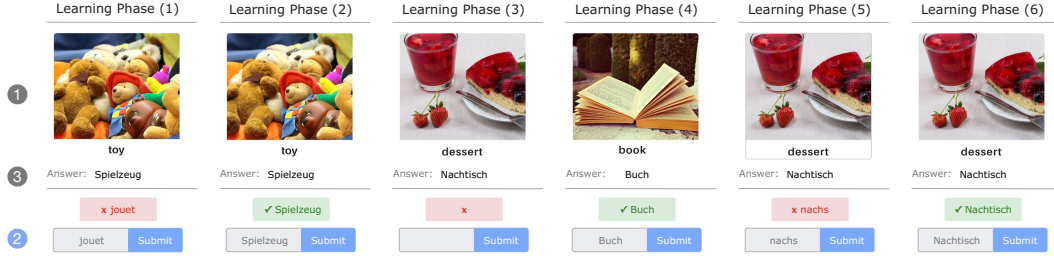 Learning Phase (1) Learning Phase (2) Learning Phase (3) Learning Phase (4) Learning Phase (5) Learning Phase (6)
1
toy toy dessert book dessert dessert
3 Answer: Spielzeug Answer: Spielzeug Answer: Nachtisch Answer: Buch Answer: Nachtisch Answer: Nachtisch
x jouet ✓ Spielzeug x ✓ Buch x nachs ✓ Nachtisch
2 jouet Submit Spielzeug Submit Submit Buch Submit nachs Submit Nachtisch Submit